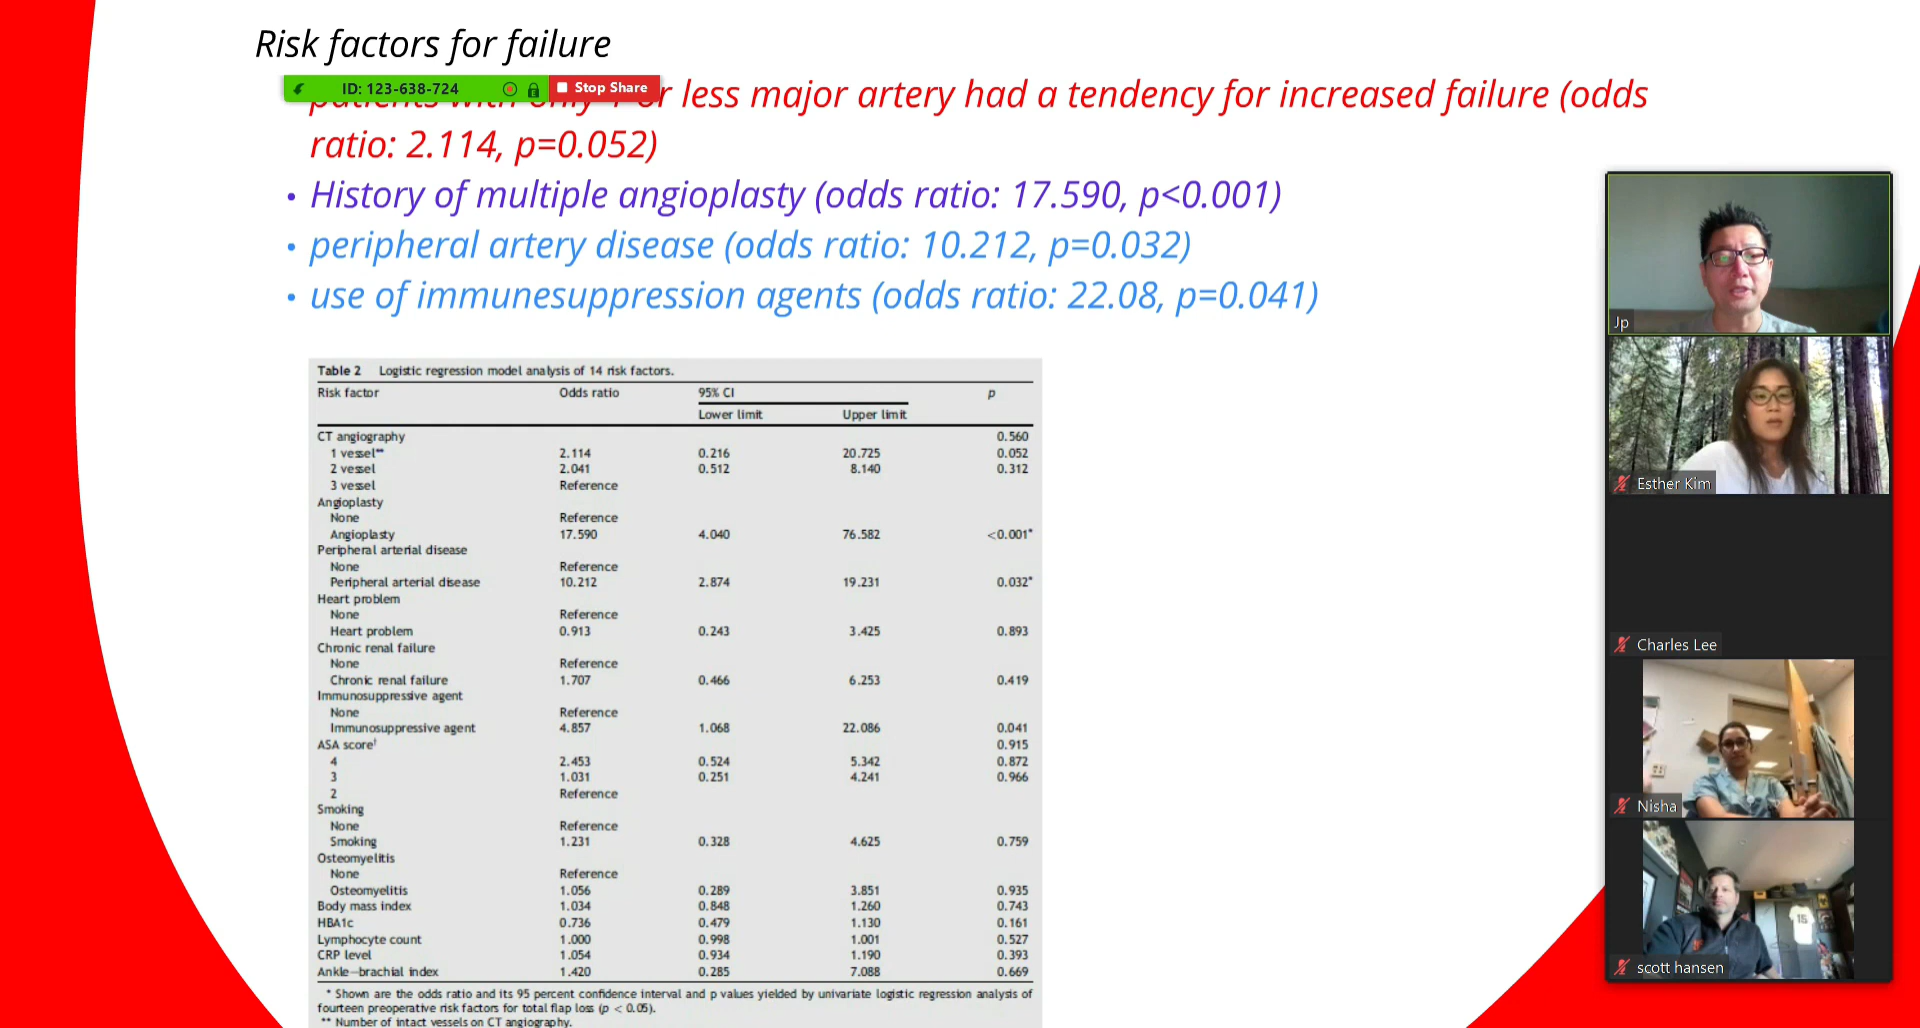 Risk factors for failure
ID: 123-638-724 Stop Share
patients with only 1 or less major artery had a tendency for increased failure (odds
ratio: 2.114, p=0.052)
• History of multiple angioplasty (odds ratio: 17.590, p<0.001)
• peripheral artery disease (odds ratio: 10.212, p=0.032)
• use of immunesuppression agents (odds ratio: 22.08, p=0.041)
Table 2 Logistic regression model analysis of 14 risk factors.
Risk factor Odds ratio 95% CI p
Lower limit Upper limit
CT angiography 0.560
1 vessel** 2.114 0.216 20.725 0.052
2 vessel 2.041 0.512 8.140 0.312
3 vessel Reference
Angioplasty
None Reference
Angioplasty 17.590 4.040 76.582 <0.001*
Peripheral arterial disease
None Reference
Peripheral arterial disease 10.212 2.874 19.231 0.032*
Heart problem
None Reference
Heart problem 0.913 0.243 3.425 0.893
Chronic renal failure
None Reference
Chronic renal failure 1.707 0.466 6.253 0.419
Immunosuppressive agent
None Reference
Immunosuppressive agent 4.857 1.068 22.086 0.041
ASA score† 0.915
4 2.453 0.524 5.342 0.872
3 1.031 0.251 4.241 0.966
2 Reference
Smoking
None Reference
Smoking 1.231 0.328 4.625 0.759
Osteomyelitis
None Reference
Osteomyelitis 1.056 0.289 3.851 0.935
Body mass index 1.034 0.848 1.260 0.743
HBA1c 0.736 0.479 1.130 0.161
Lymphocyte count 1.000 0.998 1.001 0.527
CRP level 1.054 0.934 1.190 0.393
Ankle–brachial index 1.420 0.285 7.088 0.669
* Shown are the odds ratio and its 95 percent confidence interval and p values yielded by univariate logistic regression analysis of
fourteen preoperative risk factors for total flap loss (p < 0.05).
** Number of intact vessels on CT angiography.
Jp
Esther Kim
Charles Lee
Nisha
15
scott hansen